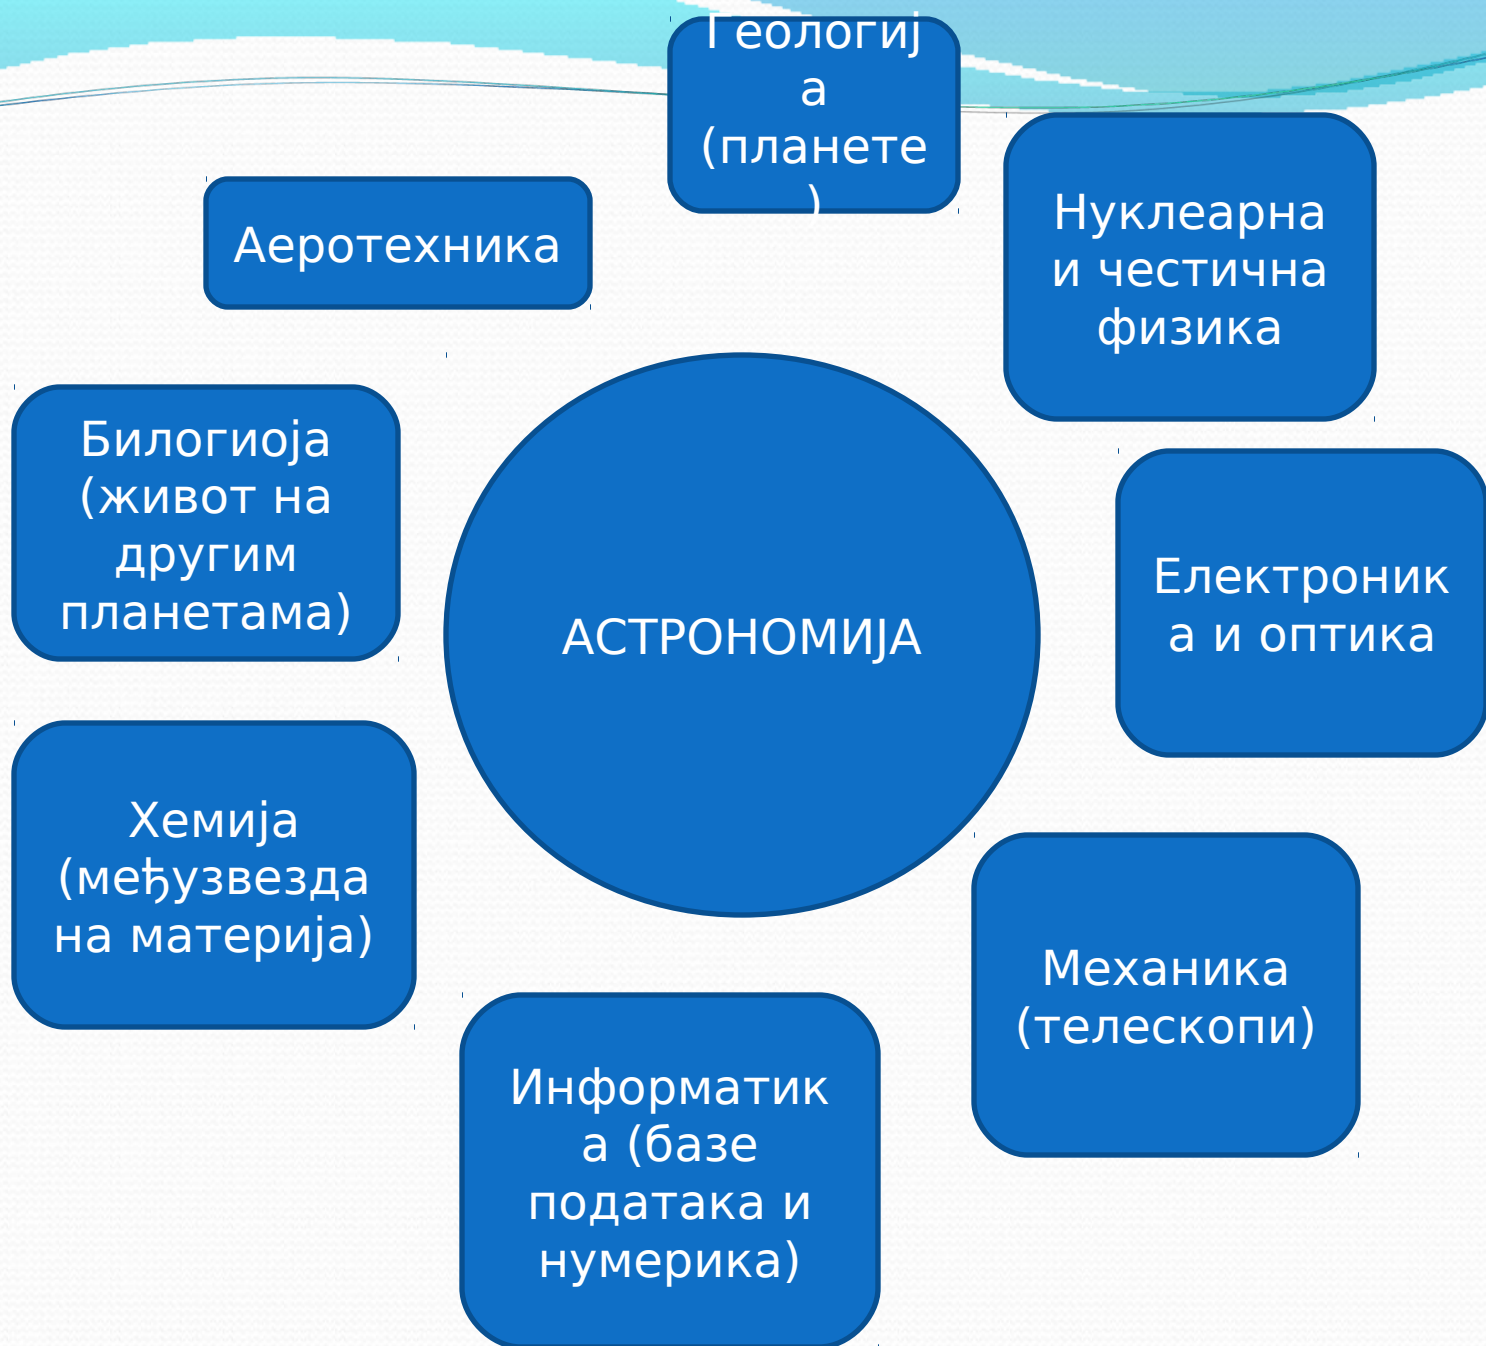 Геологиј
а
(планете
)
Нуклеарна
и честична
физика
Аеротехника
Билогиоја
(живот на
другим
планетама)
Електроник
а и оптика
АСТРОНОМИЈА
Хемија
(међузвезда
на материја)
Механика
(телескопи)
Информатик
а (базе
података и
нумерика)